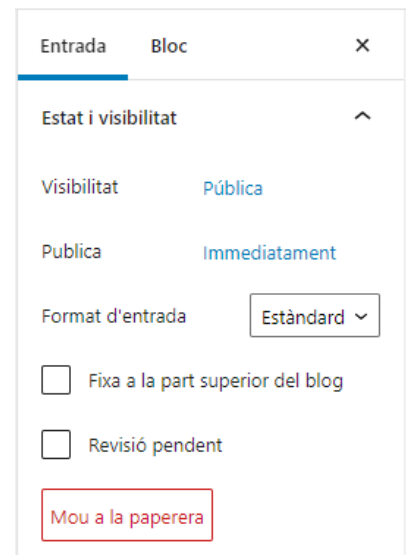 Entrada Bloc
Estat i visibilitat
Visibilitat Pública
Publica Immediatament
Format d'entrada Estàndard
Fixa a la part superior del blog
Revisió pendent
Mou a la paperera